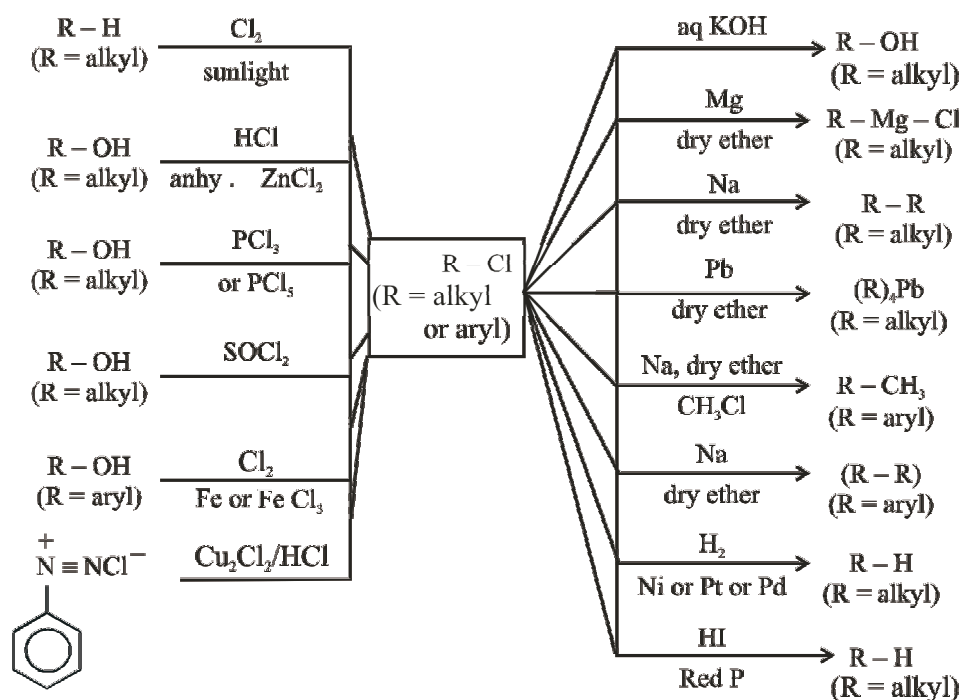 R – H
(R = alkyl)
Cl₂
sunlight
R – OH
(R = alkyl)
HCl
anhy . ZnCl₂
R – OH
(R = alkyl)
PCl₃
or PCl₅
R – OH
(R = alkyl)
SOCl₂
R – OH
(R = aryl)
Cl₂
Fe or Fe Cl₃
+
N ≡ NCl⁻
Cu₂Cl₂/HCl
R – Cl
(R = alkyl
or aryl)
aq KOH
R – OH
(R = alkyl)
Mg
dry ether
R – Mg – Cl
(R = alkyl)
Na
dry ether
R – R
(R = alkyl)
Pb
dry ether
(R)₄Pb
(R = alkyl)
Na, dry ether
CH₃Cl
R – CH₃
(R = aryl)
Na
dry ether
(R – R)
(R = aryl)
H₂
Ni or Pt or Pd
R – H
(R = alkyl)
HI
Red P
R – H
(R = alkyl)